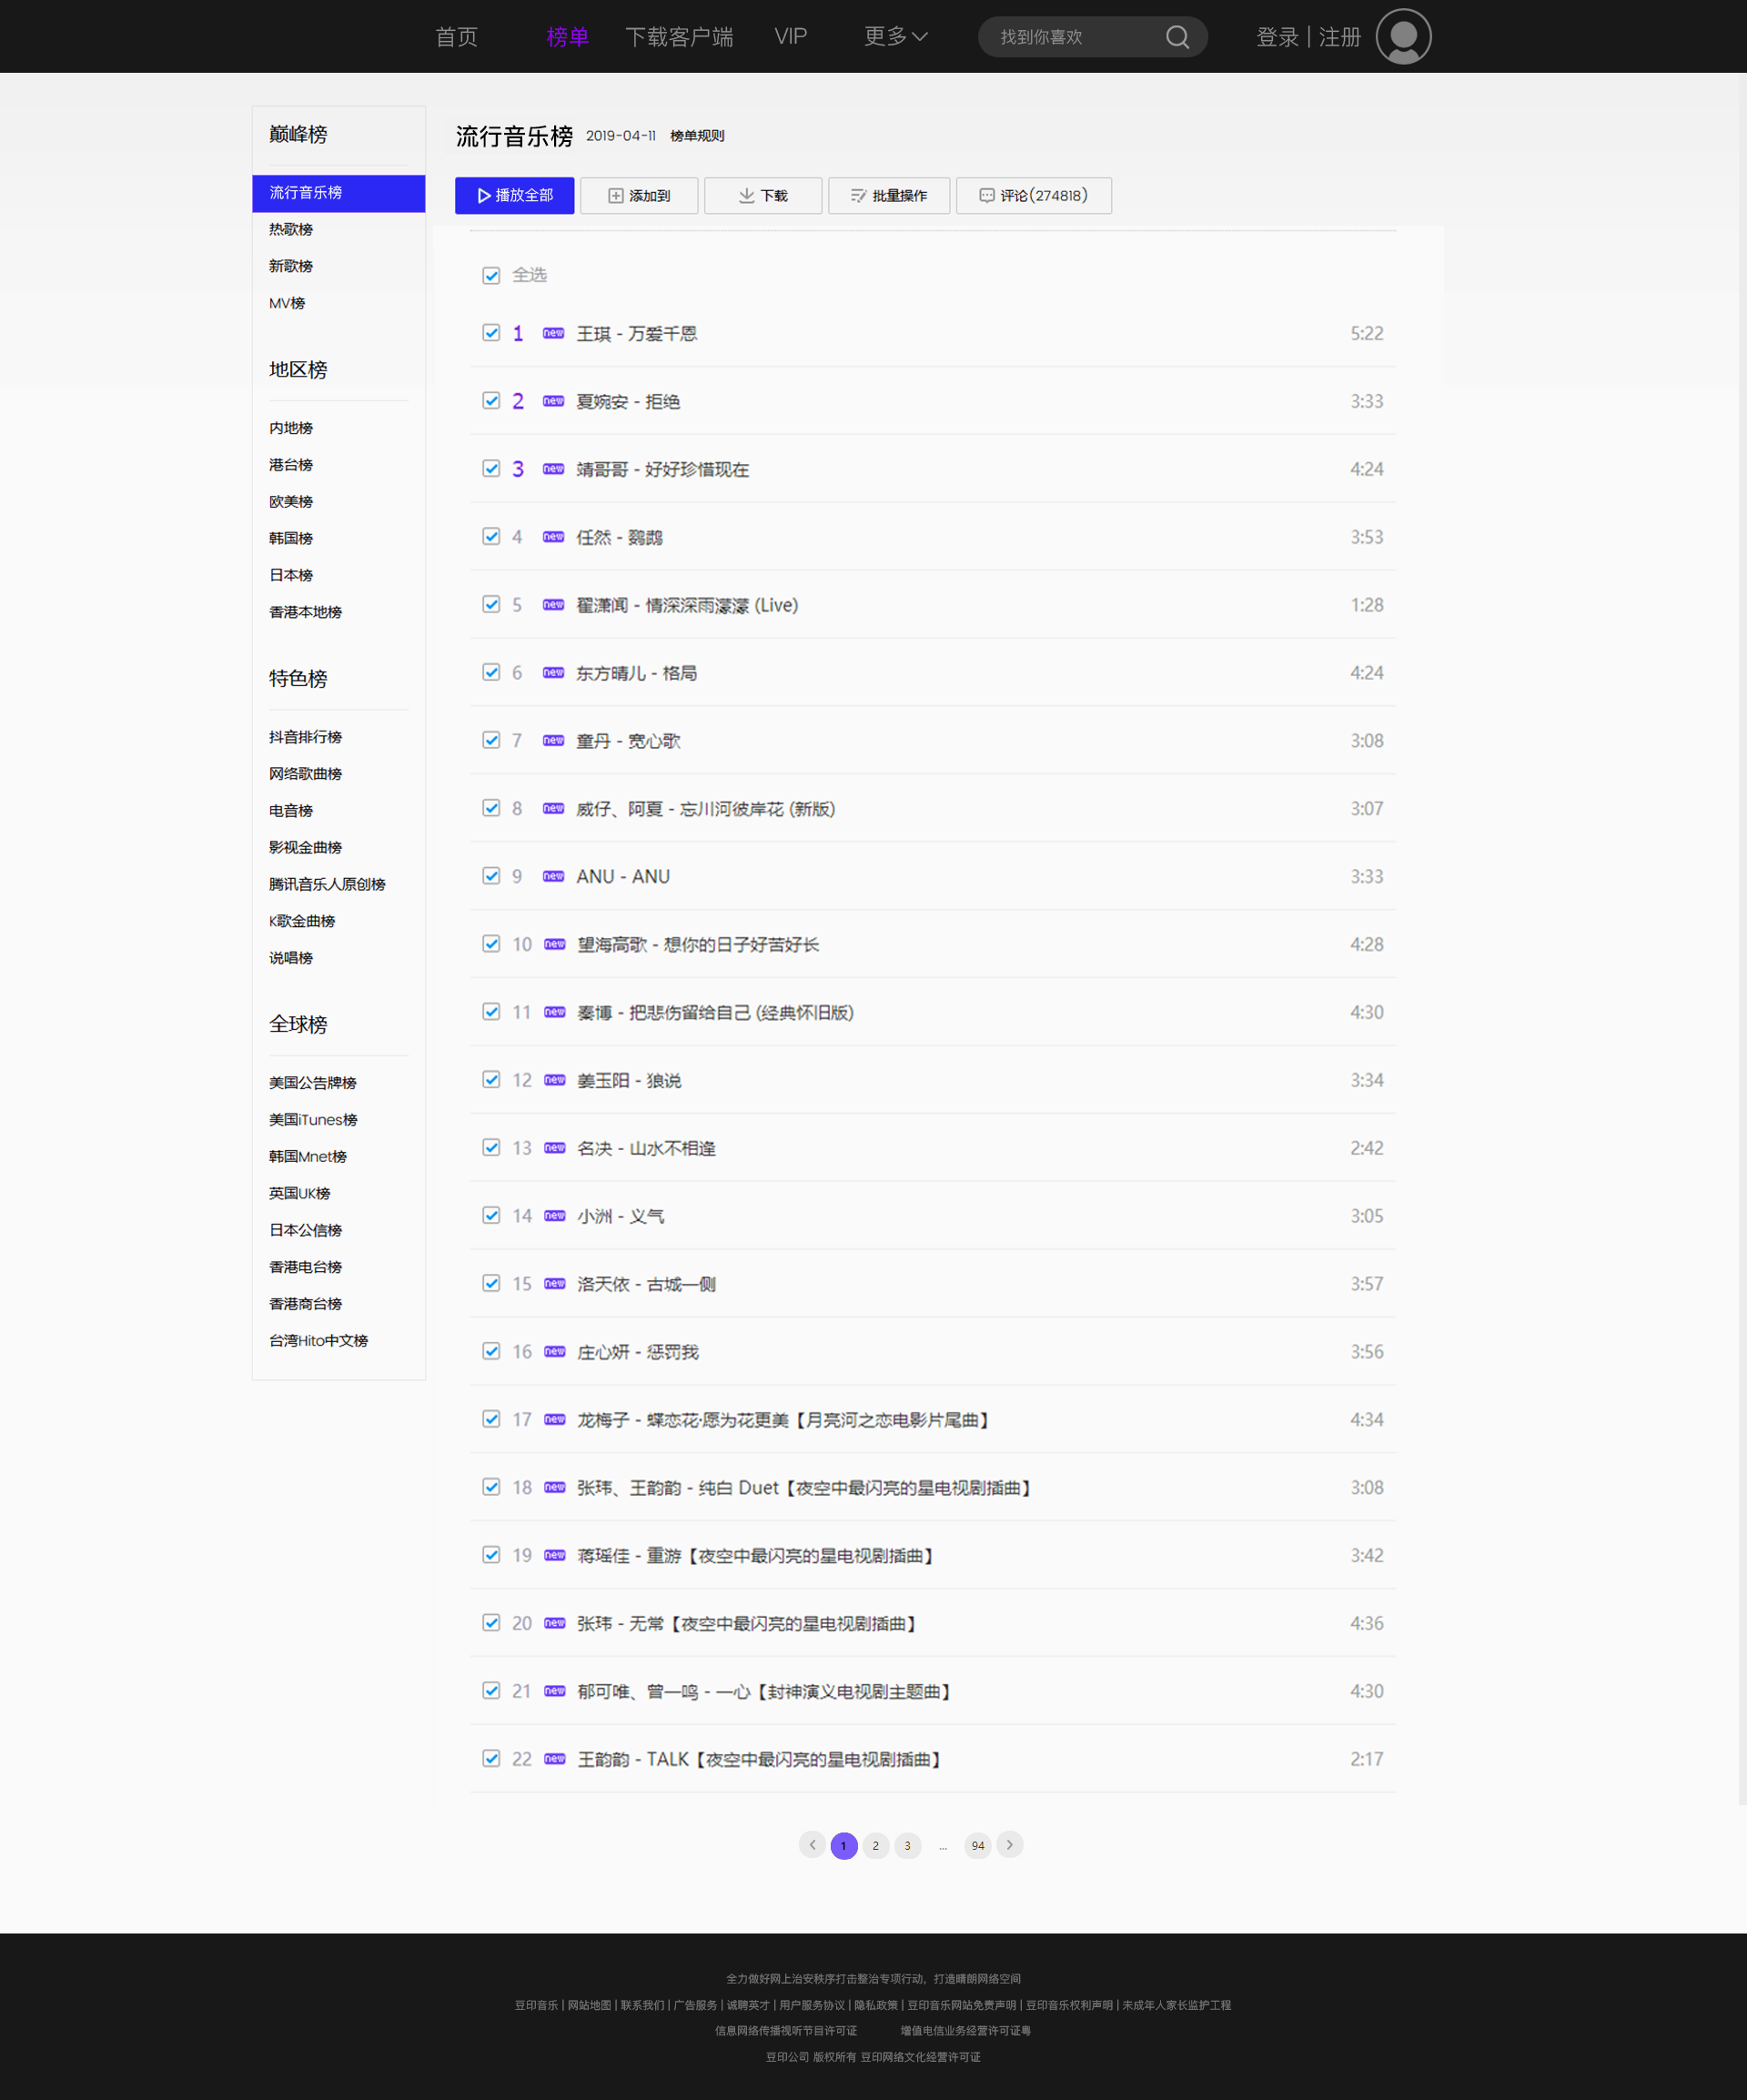 首页 榜单 下载客户端 VIP 更多 找到你喜欢 登录 | 注册
巅峰榜
流行音乐榜
热歌榜
新歌榜
MV榜
地区榜
内地榜
港台榜
欧美榜
韩国榜
日本榜
香港本地榜
特色榜
抖音排行榜
网络歌曲榜
电音榜
影视金曲榜
腾讯音乐人原创榜
K歌金曲榜
说唱榜
全球榜
美国公告牌榜
美国iTunes榜
韩国Mnet榜
英国UK榜
日本公信榜
香港电台榜
香港商台榜
台湾Hito中文榜
流行音乐榜 2019-04-11 榜单规则
播放全部 添加到 下载 批量操作 评论(274818)
全选
1 new 王琪 - 万爱千恩 5:22
2 new 夏婉安 - 拒绝 3:33
3 new 靖哥哥 - 好好珍惜现在 4:24
4 new 任然 - 鹦鹉 3:53
5 new 翟潇闻 - 情深深雨濛濛 (Live) 1:28
6 new 东方晴儿 - 格局 4:24
7 new 童丹 - 宽心歌 3:08
8 new 威仔、阿夏 - 忘川河彼岸花 (新版) 3:07
9 new ANU - ANU 3:33
10 new 望海高歌 - 想你的日子好苦好长 4:28
11 new 秦博 - 把悲伤留给自己 (经典怀旧版) 4:30
12 new 姜玉阳 - 狼说 3:34
13 new 名决 - 山水不相逢 2:42
14 new 小洲 - 义气 3:05
15 new 洛天依 - 古城一侧 3:57
16 new 庄心妍 - 惩罚我 3:56
17 new 龙梅子 - 蝶恋花·愿为花更美【月亮河之恋电影片尾曲】 4:34
18 new 张玮、王韵韵 - 纯白 Duet【夜空中最闪亮的星电视剧插曲】 3:08
19 new 蒋瑶佳 - 重游【夜空中最闪亮的星电视剧插曲】 3:42
20 new 张玮 - 无常【夜空中最闪亮的星电视剧插曲】 4:36
21 new 郁可唯、曾一鸣 - 一心【封神演义电视剧主题曲】 4:30
22 new 王韵韵 - TALK【夜空中最闪亮的星电视剧插曲】 2:17
1 2 3 ... 94
全力做好网上治安秩序打击整治专项行动，打造晴朗网络空间
豆印音乐 | 网站地图 | 联系我们 | 广告服务 | 诚聘英才 | 用户服务协议 | 隐私政策 | 豆印音乐网站免责声明 | 豆印音乐权利声明 | 未成年人家长监护工程
信息网络传播视听节目许可证 增值电信业务经营许可证粤
豆印公司 版权所有 豆印网络文化经营许可证